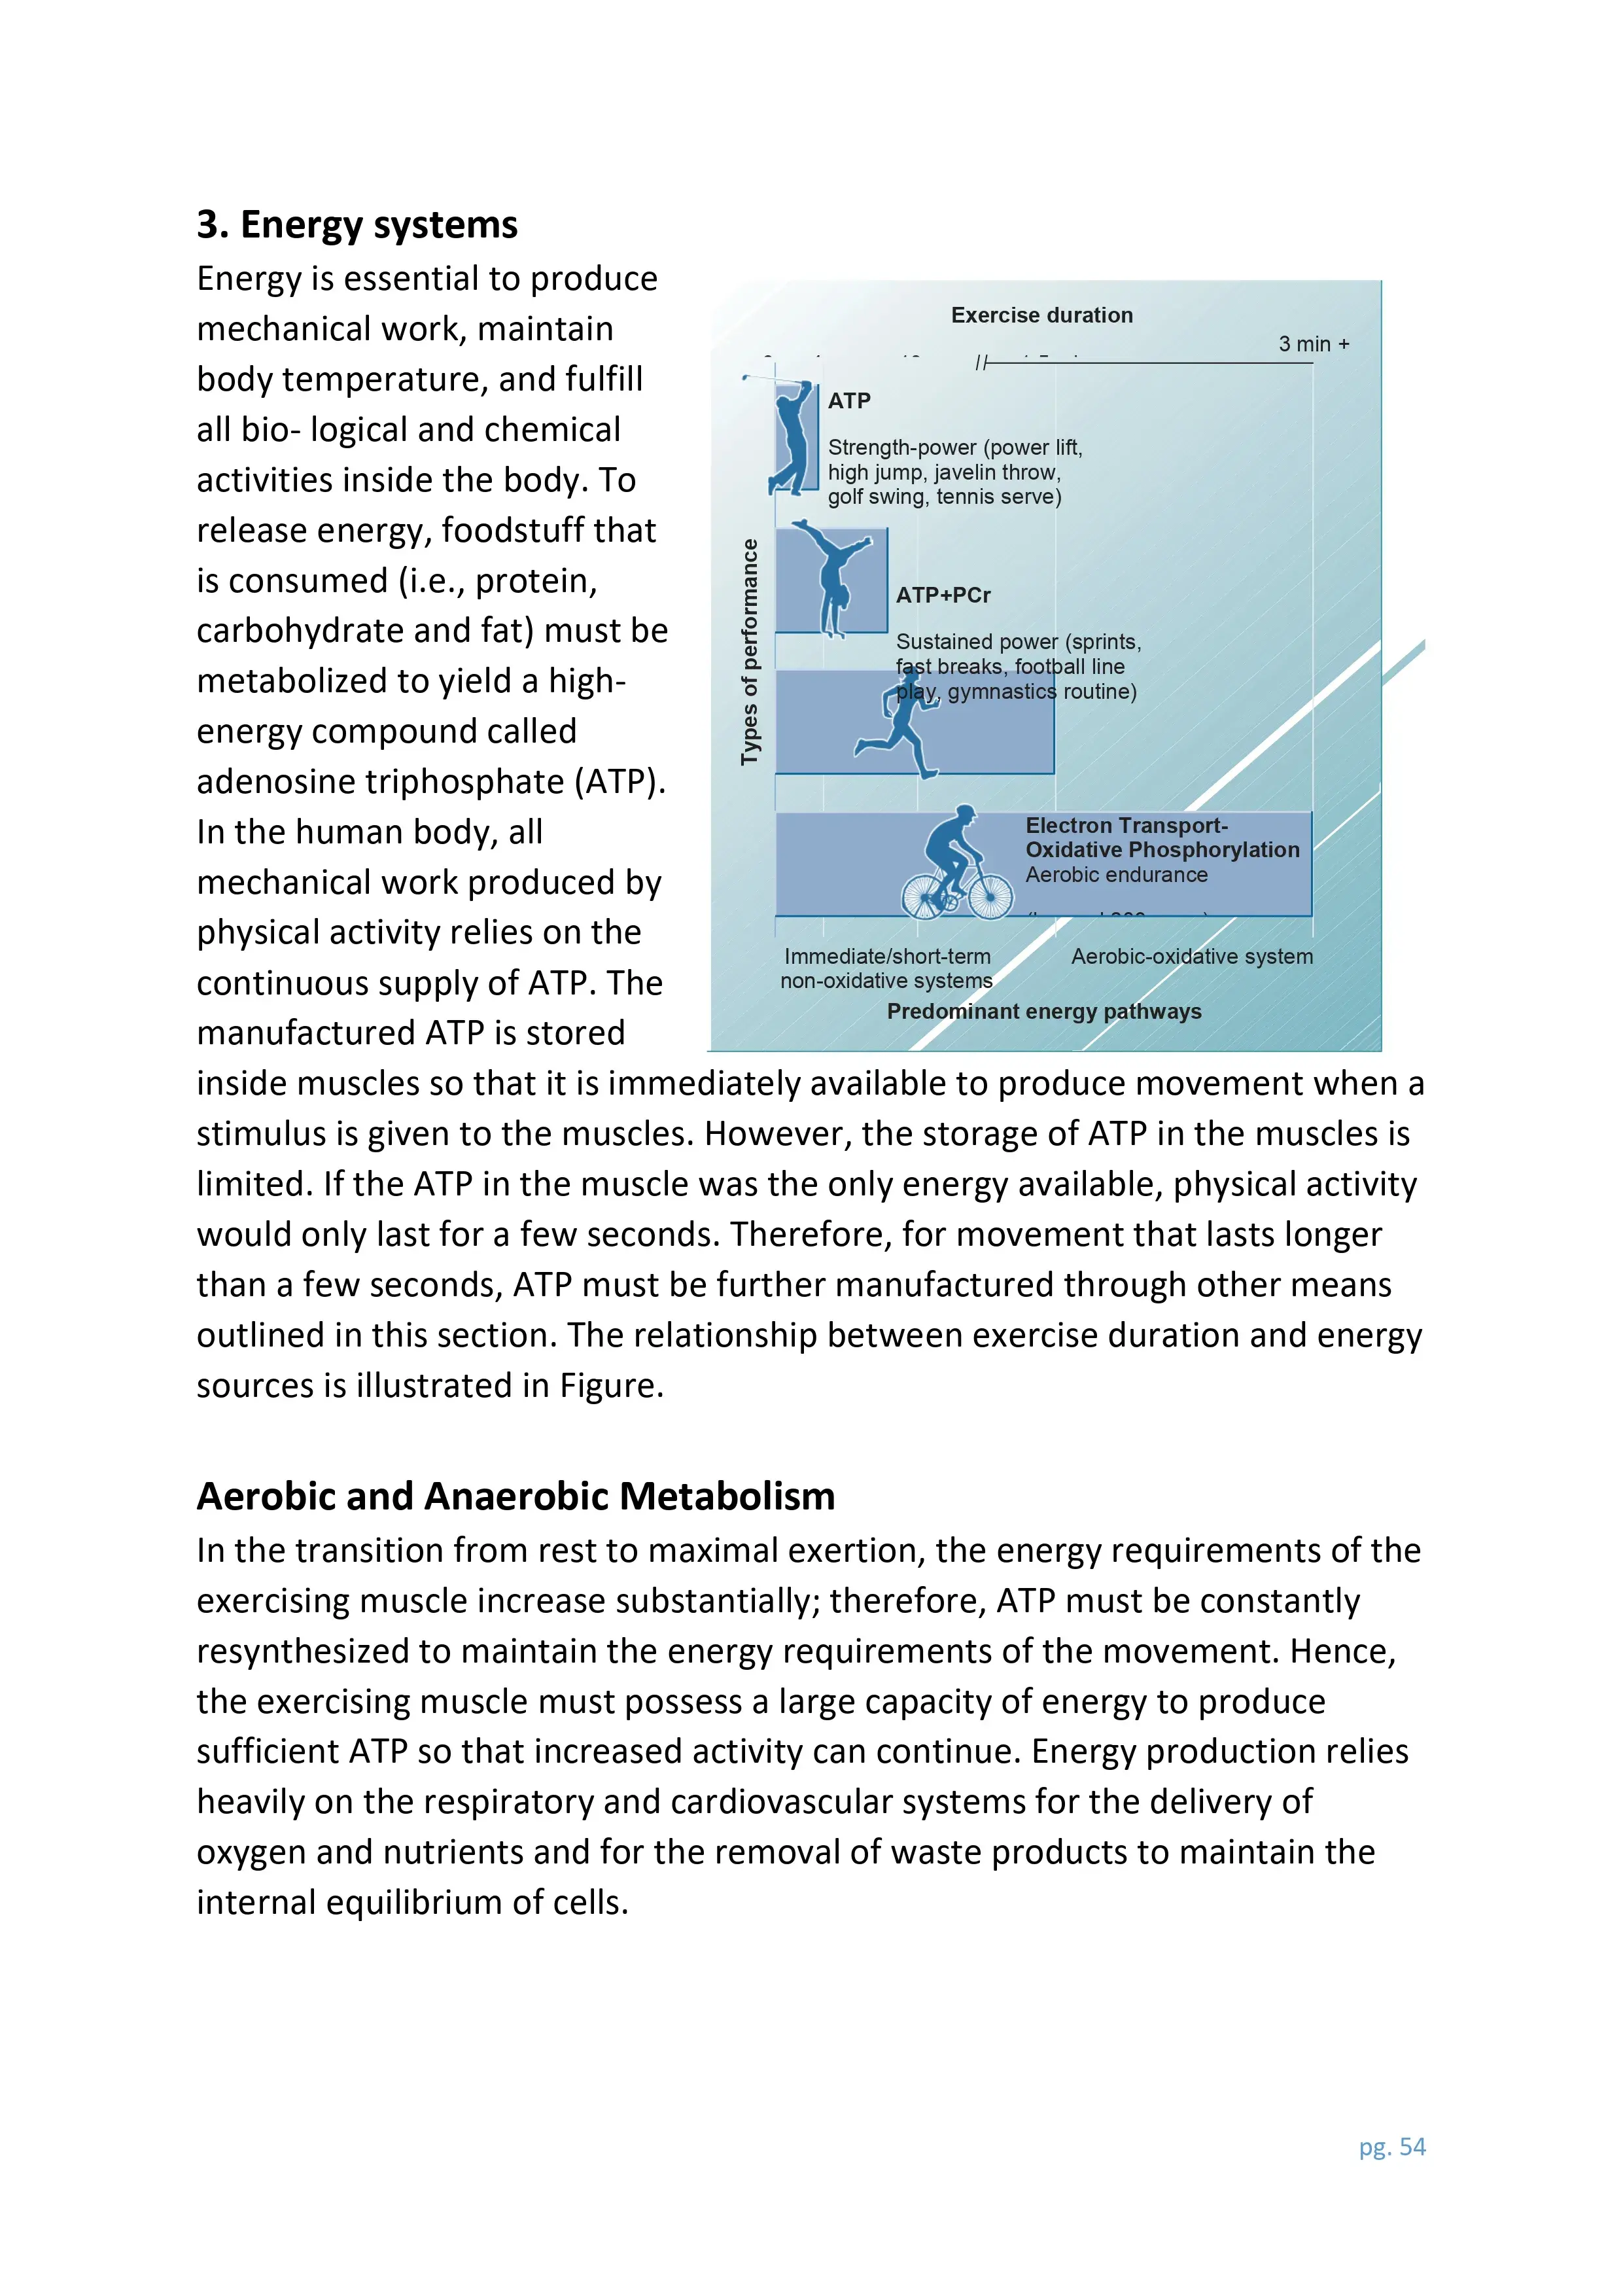 3. Energy systems
Energy is essential to produce
mechanical work, maintain
body temperature, and fulfill
all bio- logical and chemical
activities inside the body. To
release energy, foodstuff that
is consumed (i.e., protein,
carbohydrate and fat) must be
metabolized to yield a high-
energy compound called
adenosine triphosphate (ATP).
In the human body, all
mechanical work produced by
physical activity relies on the
continuous supply of ATP. The
manufactured ATP is stored
Exercise duration
3 min +
Types of performance
ATP
Strength-power (power lift,
high jump, javelin throw,
golf swing, tennis serve)
ATP+PCr
Sustained power (sprints,
fast breaks, football line
play, gymnastics routine)
Electron Transport-
Oxidative Phosphorylation
Aerobic endurance
Immediate/short-term
non-oxidative systems
Aerobic-oxidative system
Predominant energy pathways
inside muscles so that it is immediately available to produce movement when a
stimulus is given to the muscles. However, the storage of ATP in the muscles is
limited. If the ATP in the muscle was the only energy available, physical activity
would only last for a few seconds. Therefore, for movement that lasts longer
than a few seconds, ATP must be further manufactured through other means
outlined in this section. The relationship between exercise duration and energy
sources is illustrated in Figure.
Aerobic and Anaerobic Metabolism
In the transition from rest to maximal exertion, the energy requirements of the
exercising muscle increase substantially; therefore, ATP must be constantly
resynthesized to maintain the energy requirements of the movement. Hence,
the exercising muscle must possess a large capacity of energy to produce
sufficient ATP so that increased activity can continue. Energy production relies
heavily on the respiratory and cardiovascular systems for the delivery of
oxygen and nutrients and for the removal of waste products to maintain the
internal equilibrium of cells.
pg. 54